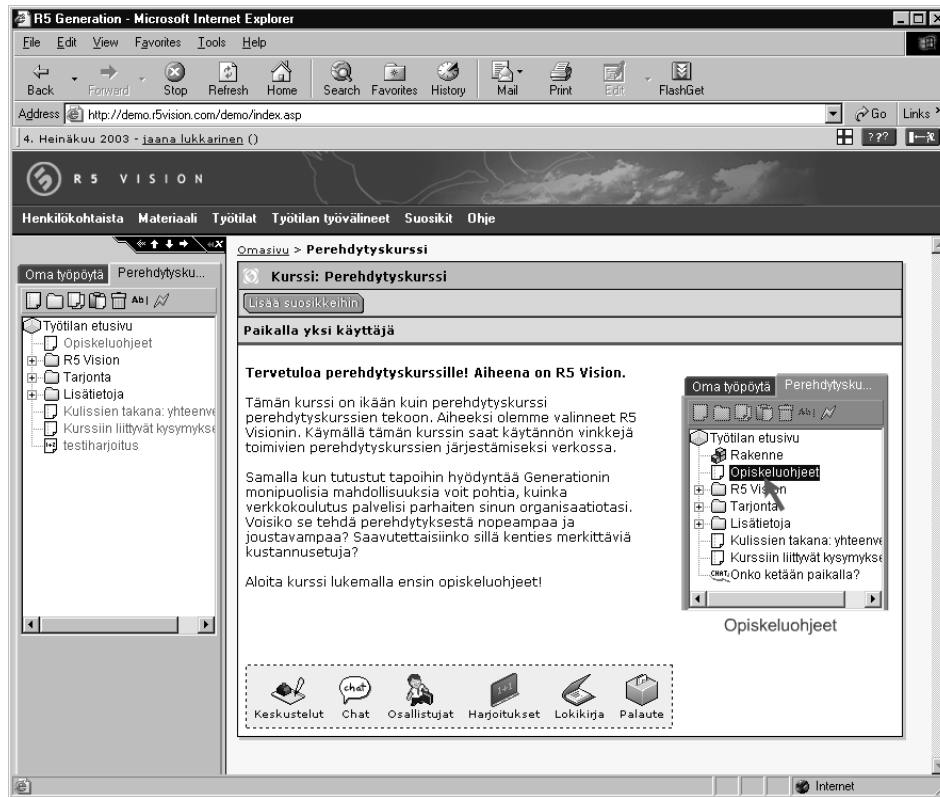 R5 Generation - Microsoft Internet Explorer
File Edit View Favorites Tools Help
Back Forward Stop Refresh Home Search Favorites History Mail Print Edit FlashGet
Address http://demo.r5vision.com/demo/index.asp Go Links
4. Heinäkuu 2003 - jaana lukkarinen () ???
R5 VISION
Henkilökohtaista Materiaali Työtilat Työtilan työvälineet Suosikit Ohje
Omasivu > Perehdytyskurssi
Oma työpöytä Perehdytysku...
Ab|
Työtilan etusivu
Opiskeluohjeet
R5 Vision
Tarjonta
Lisätietoja
Kulissien takana: yhteenve
Kurssiin liittyvät kysymykse
testiharjoitus
Kurssi: Perehdytyskurssi
Lisää suosikkeihin
Paikalla yksi käyttäjä
Tervetuloa perehdytyskurssille! Aiheena on R5 Vision.
Tämän kurssi on ikään kuin perehdytyskurssi
perehdytyskurssien tekoon. Aiheeksi olemme valinneet R5
Visionin. Käymällä tämän kurssin saat käytännön vinkkejä
toimivien perehdytyskurssien järjestämiseksi verkossa.
Samalla kun tutustut tapoihin hyödyntää Generationin
monipuolisia mahdollisuuksia voit pohtia, kuinka
verkkokoulutus palvelisi parhaiten sinun organisaatiotasi.
Voisiko se tehdä perehdytyksestä nopeampaa ja
joustavampaa? Saavutettaisiinko sillä kenties merkittäviä
kustannusetuja?
Aloita kurssi lukemalla ensin opiskeluohjeet!
Oma työpöytä Perehdytysku...
Ab|
Työtilan etusivu
Rakenne
Opiskeluohjeet
R5 Vision
Tarjonta
Lisätietoja
Kulissien takana: yhteenve
Kurssiin liittyvät kysymykse
CHAT Onko ketään paikalla?
Opiskeluohjeet
chat 1+1
Keskustelut Chat Osallistujat Harjoitukset Lokikirja Palaute
Internet